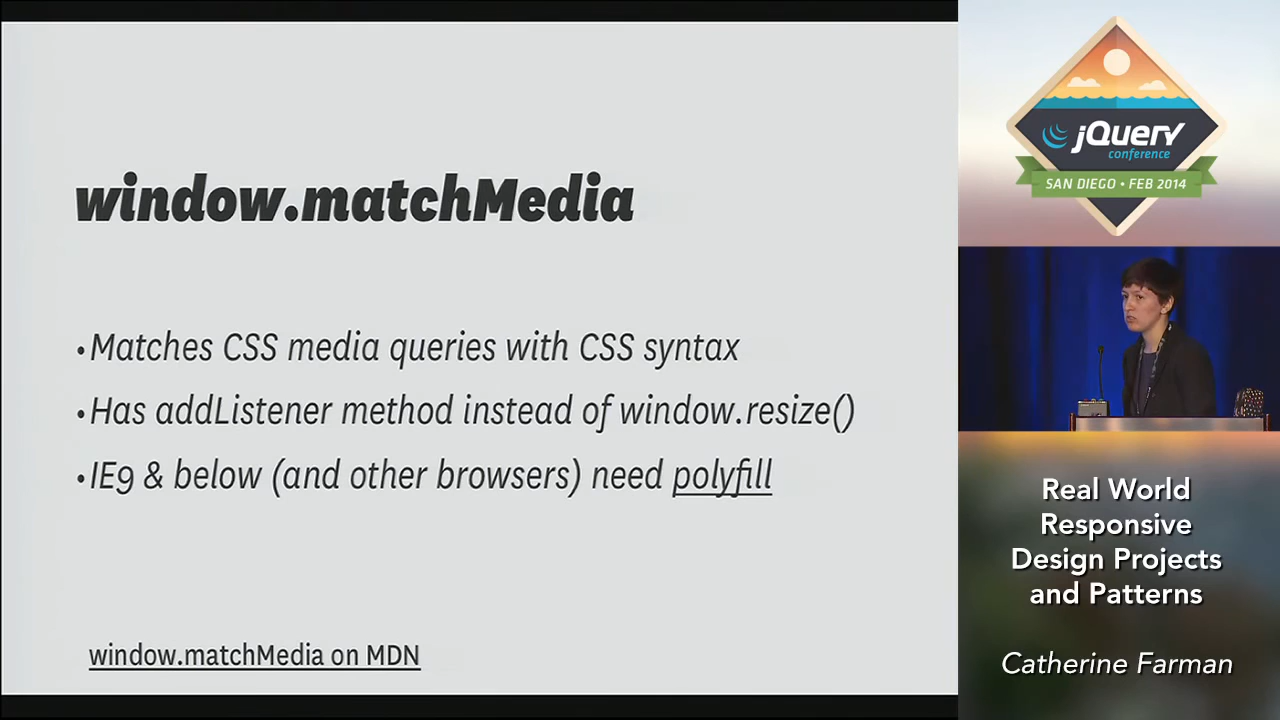 window.matchMedia
•Matches CSS media queries with CSS syntax
•Has addListener method instead of window.resize()
•IE9 & below (and other browsers) need polyfill
window.matchMedia on MDN
jQuery
conference
SAN DIEGO • FEB 2014
Real World
Responsive
Design Projects
and Patterns
Catherine Farman